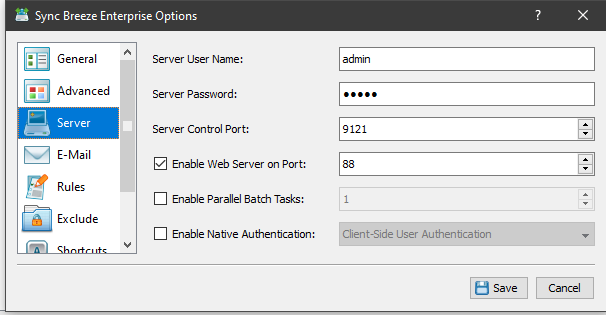 Sync Breeze Enterprise Options
General
Advanced
Server
E-Mail
Rules
Exclude
Shortcuts
Server User Name: admin
Server Password: •••••
Server Control Port: 9121
Enable Web Server on Port: 88
Enable Parallel Batch Tasks: 1
Enable Native Authentication: Client-Side User Authentication
Save Cancel